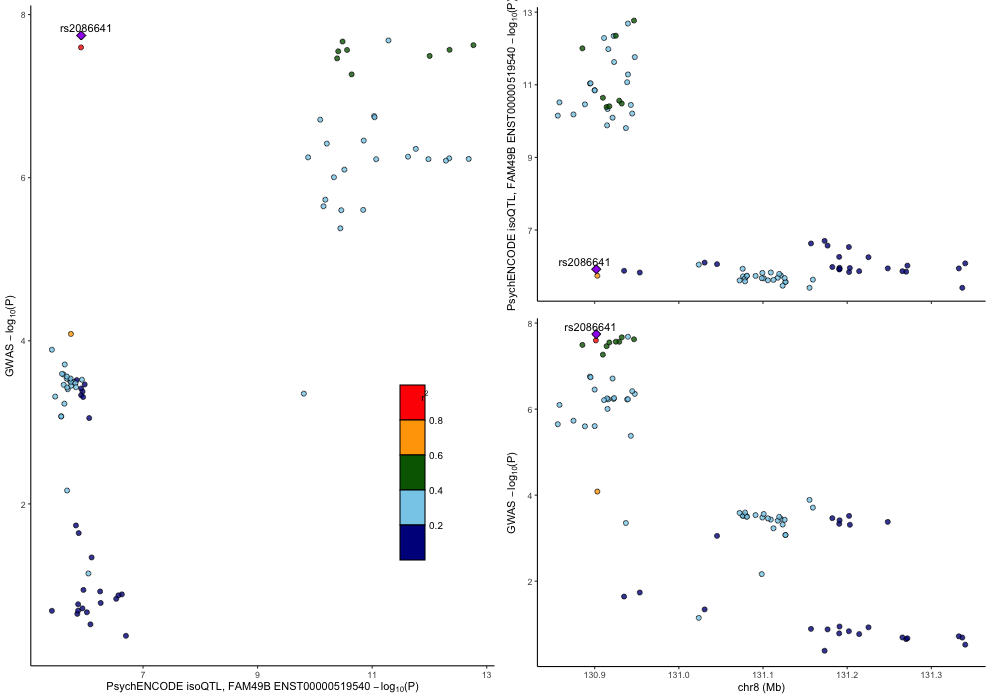 8
6
4
2
7
9
11
13
GWAS −log10(P)
PsychENCODE isoQTL, FAM49B ENST00000519540 −log10(P)
rs2086641
r2
0.8
0.6
0.4
0.2
13
11
9
7
PsychENCODE isoQTL, FAM49B ENST00000519540 −log10(P)
rs2086641
8
6
4
2
GWAS −log10(P)
rs2086641
130.9
131.0
131.1
131.2
131.3
chr8 (Mb)